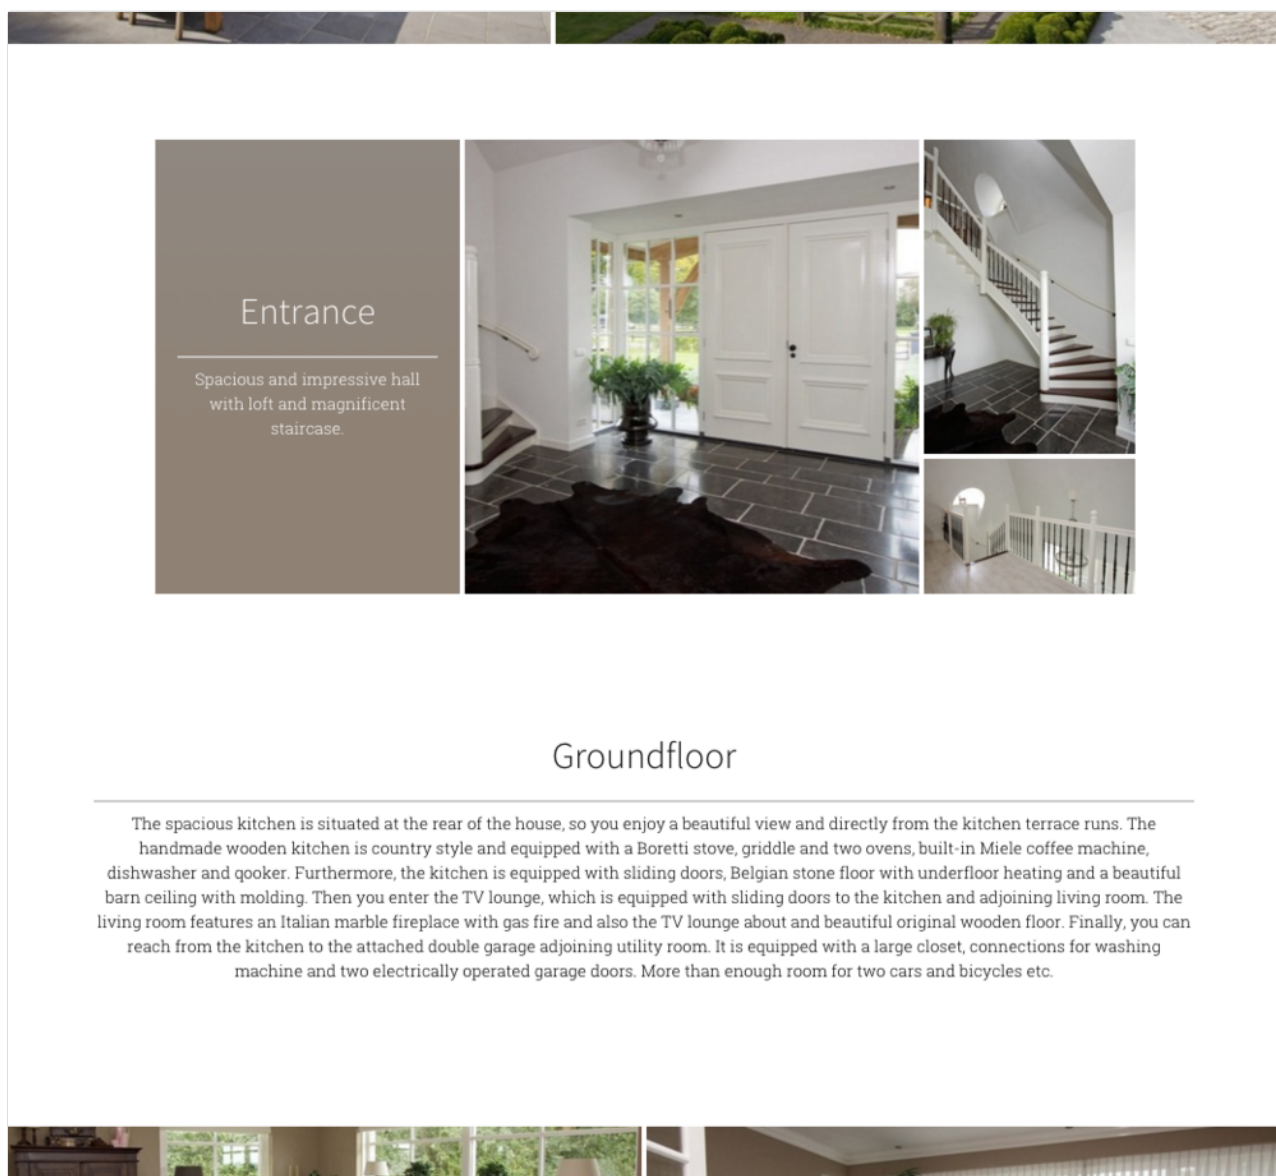 Entrance
Spacious and impressive hall
with loft and magnificent
staircase.
Groundfloor
The spacious kitchen is situated at the rear of the house, so you enjoy a beautiful view and directly from the kitchen terrace runs. The
handmade wooden kitchen is country style and equipped with a Boretti stove, griddle and two ovens, built-in Miele coffee machine,
dishwasher and qooker. Furthermore, the kitchen is equipped with sliding doors, Belgian stone floor with underfloor heating and a beautiful
barn ceiling with molding. Then you enter the TV lounge, which is equipped with sliding doors to the kitchen and adjoining living room. The
living room features an Italian marble fireplace with gas fire and also the TV lounge about and beautiful original wooden floor. Finally, you can
reach from the kitchen to the attached double garage adjoining utility room. It is equipped with a large closet, connections for washing
machine and two electrically operated garage doors. More than enough room for two cars and bicycles etc.